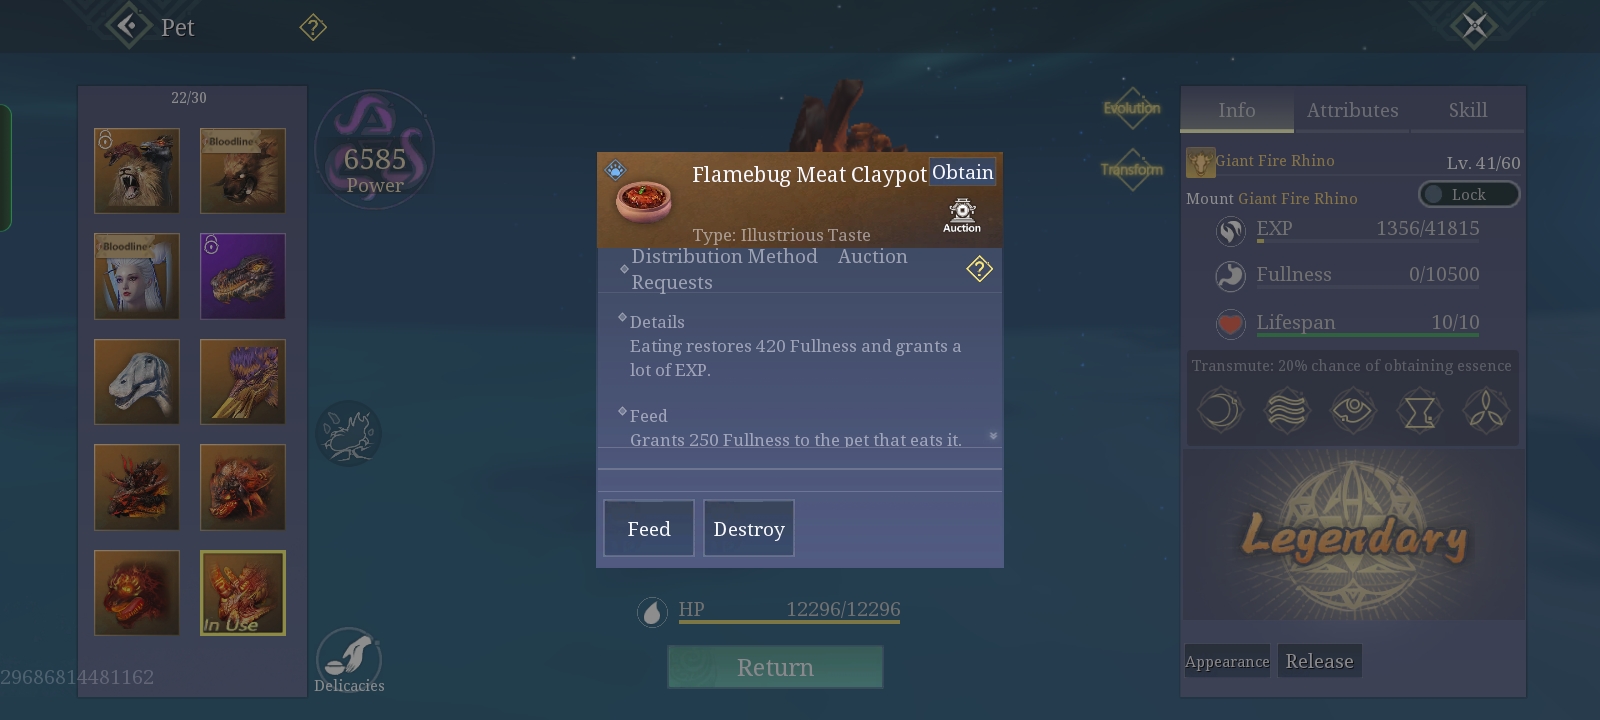 Pet
?
22/30
Bloodline
Bloodline
In Use
6585
Power
Delicacies
29686814481162
Flamebug Meat Claypot
Obtain
Auction
Type: Illustrious Taste
Distribution Method Auction
Requests
?
Details
Eating restores 420 Fullness and grants a
lot of EXP.
Feed
Grants 250 Fullness to the pet that eats it.
Feed
Destroy
HP 12296/12296
Return
Evolution
Transform
Info
Attributes
Skill
Giant Fire Rhino
Lv. 41/60
Mount Giant Fire Rhino
Lock
EXP 1356/41815
Fullness 0/10500
Lifespan 10/10
Transmute: 20% chance of obtaining essence
Legendary
Appearance
Release